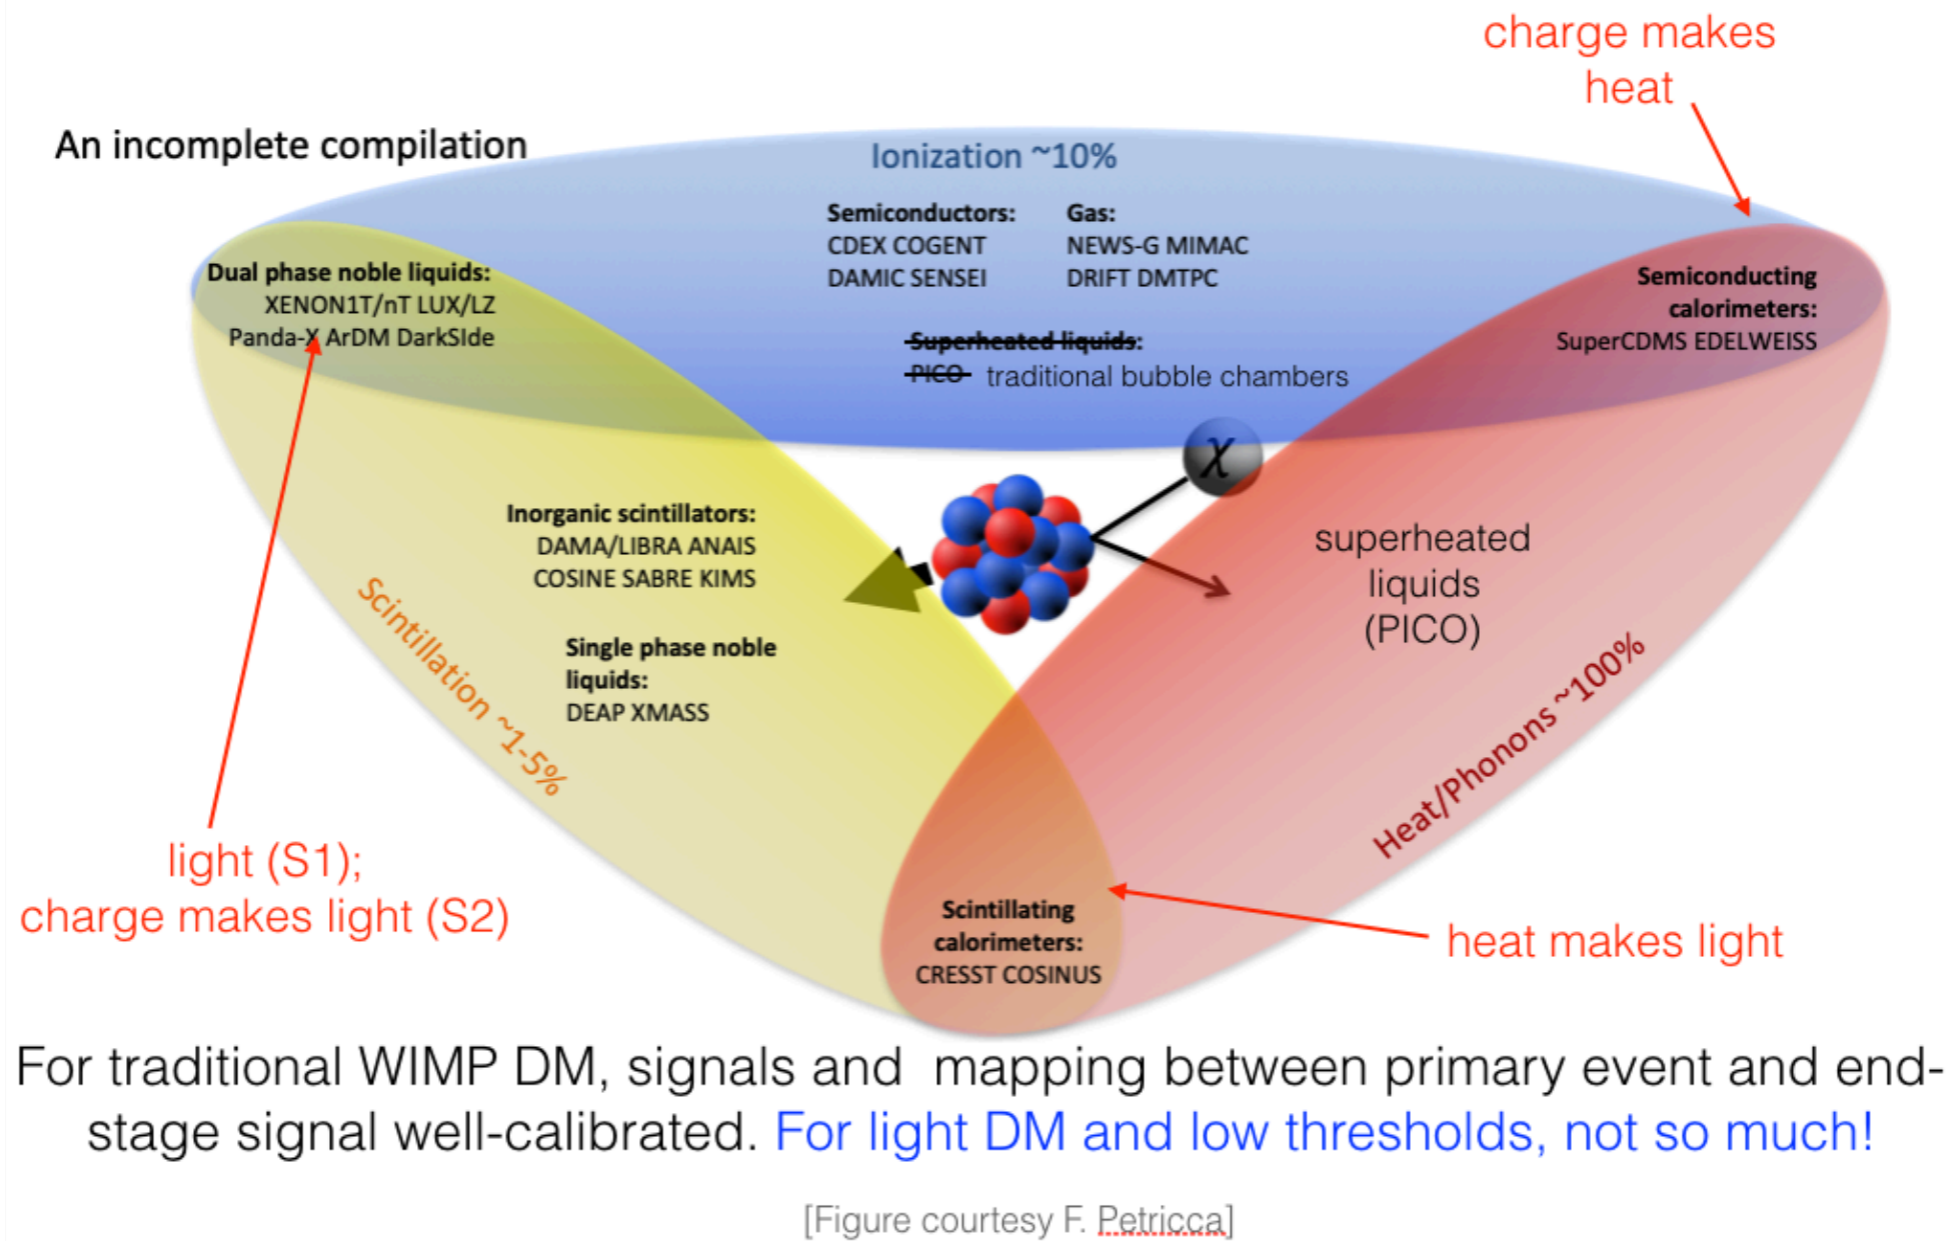 charge makes
heat
An incomplete compilation
Ionization ~10%
Semiconductors:
CDEX COGENT
DAMIC SENSEI
Gas:
NEWS-G MIMAC
DRIFT DMTPC
Superheated liquids:
PICO traditional bubble chambers
Dual phase noble liquids:
XENON1T/nT LUX/LZ
Panda-X ArDM DarkSIde
Semiconducting
calorimeters:
SuperCDMS EDELWEISS
χ
Inorganic scintillators:
DAMA/LIBRA ANAIS
COSINE SABRE KIMS
superheated
liquids
(PICO)
Single phase noble
liquids:
DEAP XMASS
Scintillation ~1-5%
Heat/Phonons ~100%
light (S1);
charge makes light (S2)
Scintillating
calorimeters:
CRESST COSINUS
heat makes light
For traditional WIMP DM, signals and mapping between primary event and end-
stage signal well-calibrated. For light DM and low thresholds, not so much!
[Figure courtesy F. Petricca]